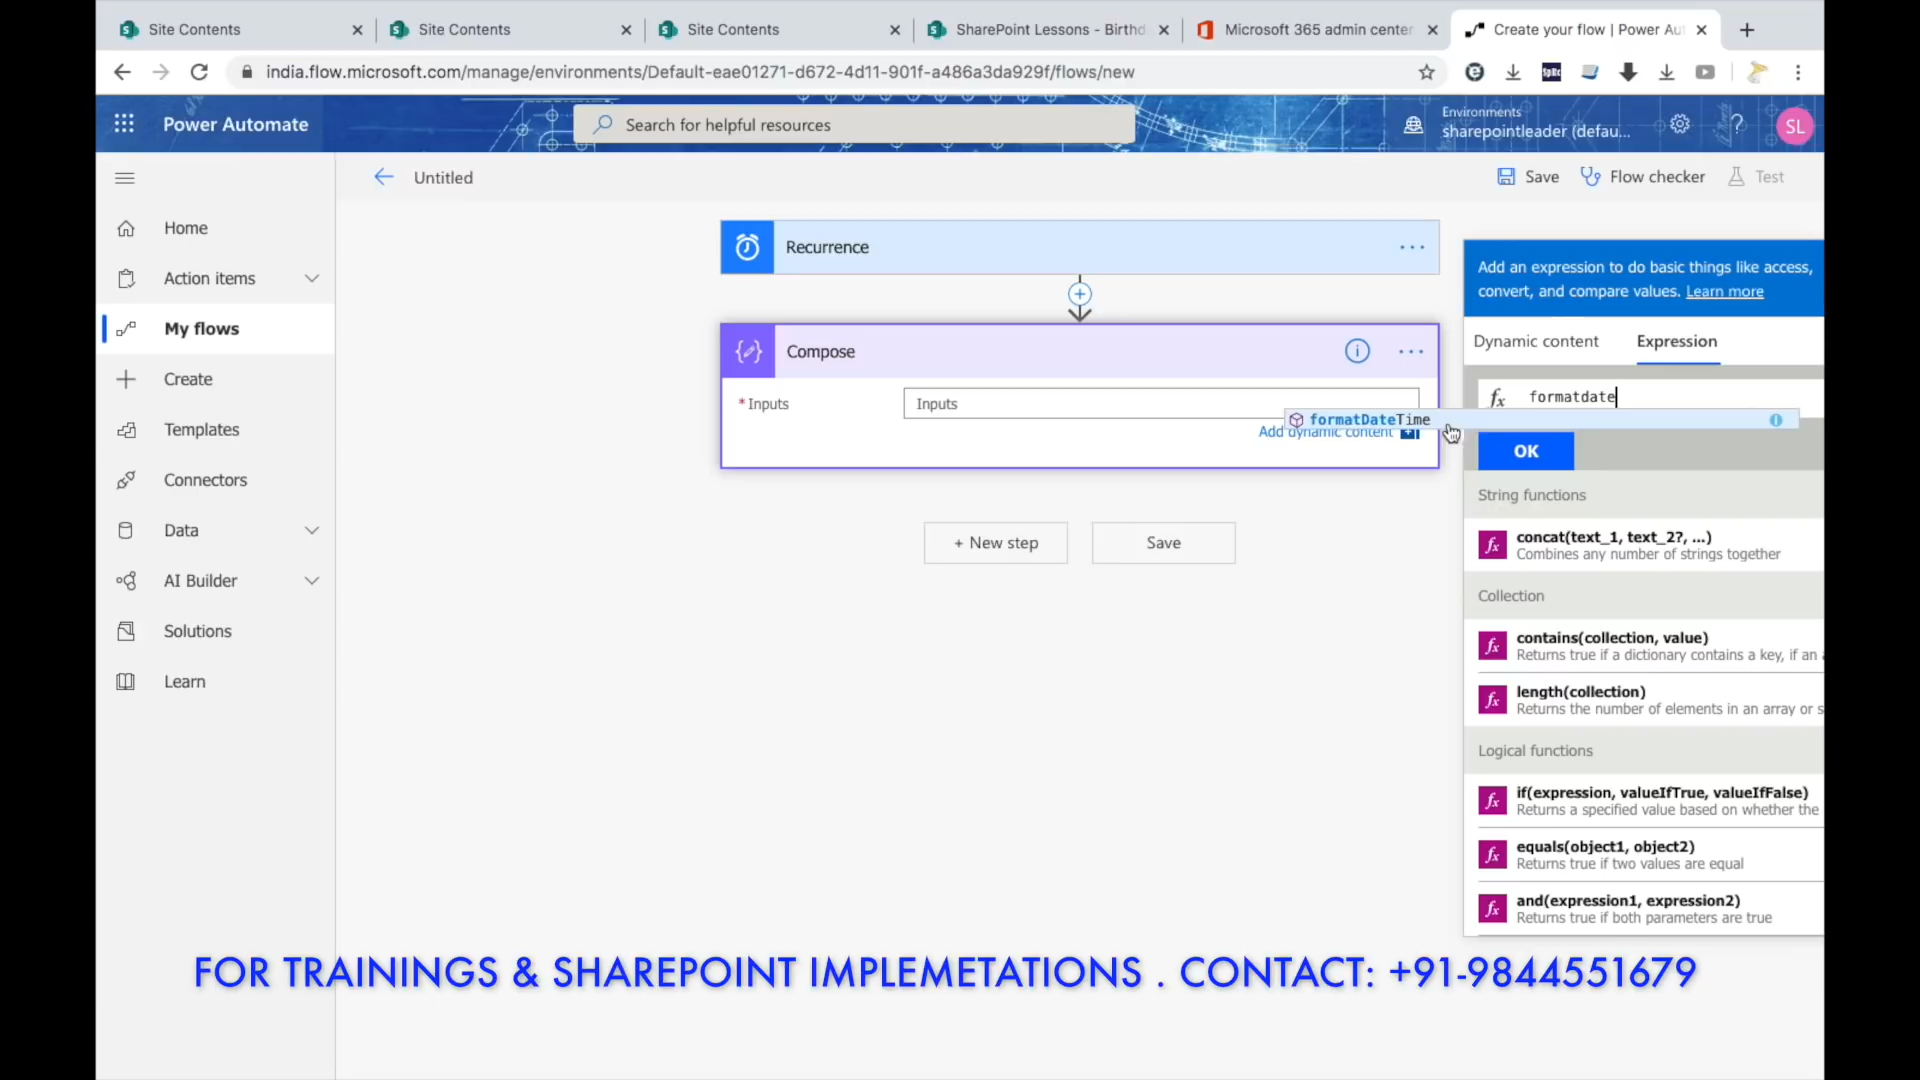 Site Contents
Site Contents
Site Contents
SharePoint Lessons - Birthd
Microsoft 365 admin center
Create your flow | Power Aut
india.flow.microsoft.com/manage/environments/Default-eae01271-d672-4d11-901f-a486a3da929f/flows/new
Power Automate
Search for helpful resources
Environments
sharepointleader (defau...
SL
Untitled
Save
Flow checker
Test
Home
Action items
My flows
Create
Templates
Connectors
Data
AI Builder
Solutions
Learn
Recurrence
Compose
* Inputs
Inputs
Add dynamic content
+ New step
Save
Add an expression to do basic things like access,
convert, and compare values. Learn more
Dynamic content
Expression
fx formatdate
formatDateTime
OK
String functions
fx concat(text_1, text_2?, ...)
Combines any number of strings together
Collection
fx contains(collection, value)
Returns true if a dictionary contains a key, if an
fx length(collection)
Returns the number of elements in an array or s
Logical functions
fx if(expression, valueIfTrue, valueIfFalse)
Returns a specified value based on whether the
fx equals(object1, object2)
Returns true if two values are equal
fx and(expression1, expression2)
Returns true if both parameters are true
FOR TRAININGS & SHAREPOINT IMPLEMETATIONS . CONTACT: +91-9844551679